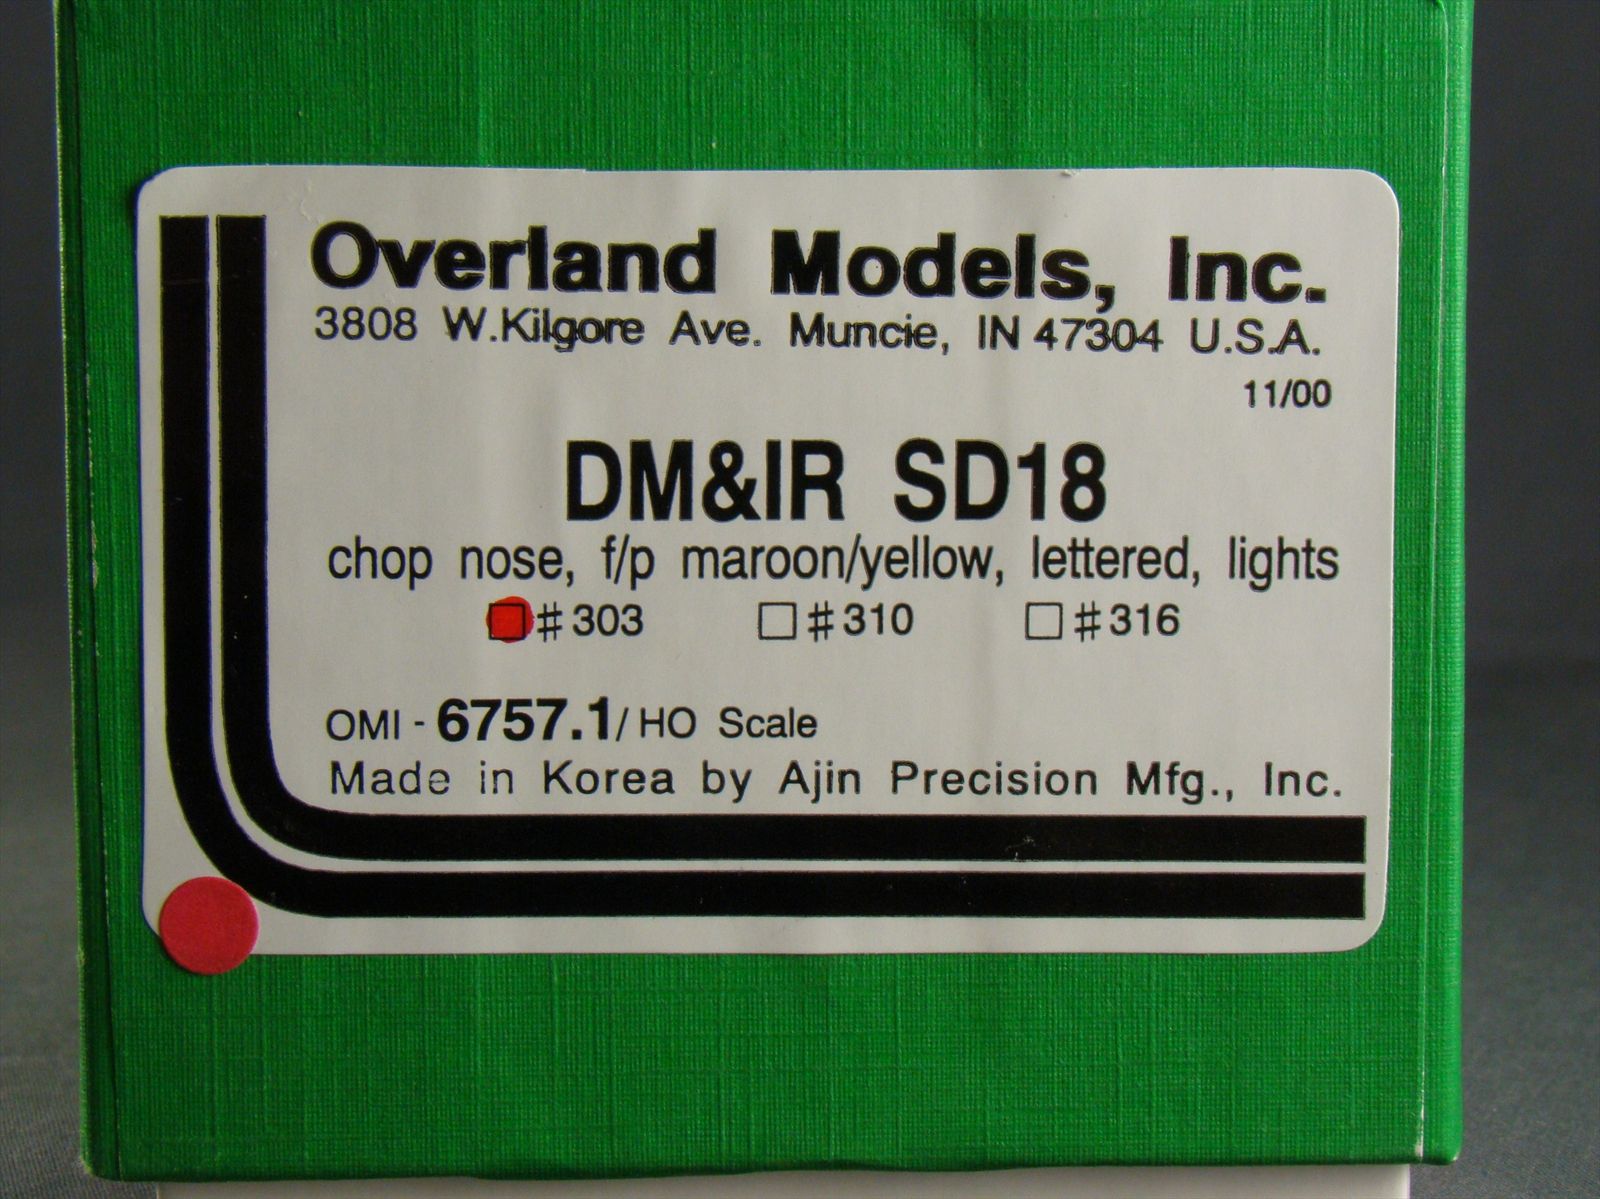 Overland Models, Inc.
3808 W.Kilgore Ave. Muncie, IN 47304 U.S.A.
11/00
DM&IR SD18
chop nose, f/p maroon/yellow, lettered, lights
#303 #310 #316
OMI - 6757.1/ HO Scale
Made in Korea by Ajin Precision Mfg., Inc.